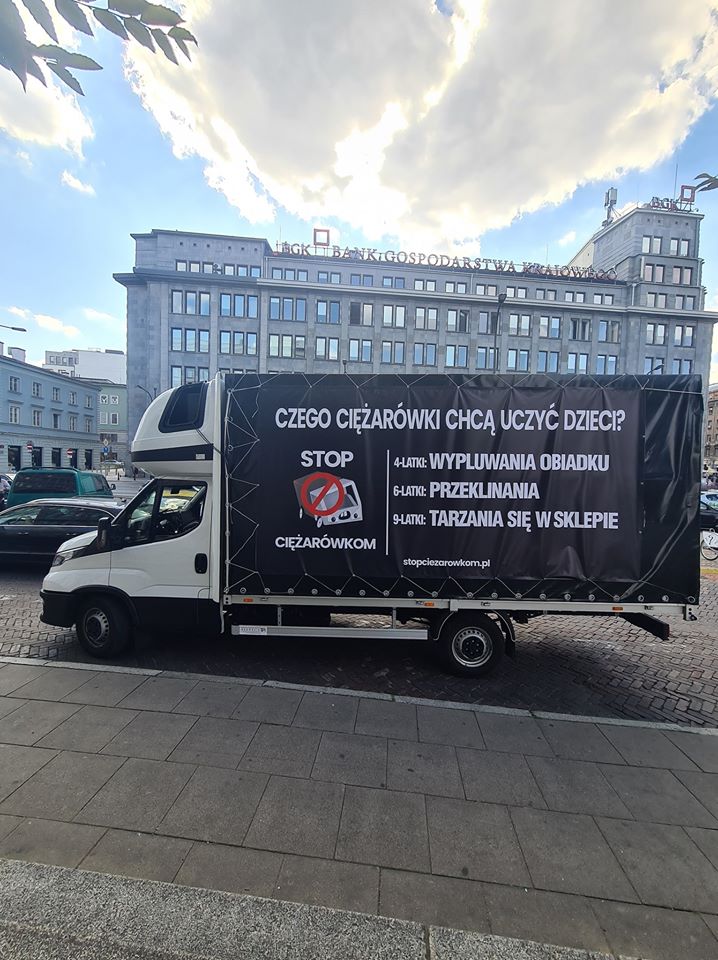 BGK BANK GOSPODARSTWA KRAJOWEGO
BGK
CZEGO CIĘŻARÓWKI CHCĄ UCZYĆ DZIECI?
STOP
CIĘŻARÓWKOM
4-LATKI: WYPLUWANIA OBIADKU
6-LATKI: PRZEKLINANIA
9-LATKI: TARZANIA SIĘ W SKLEPIE
stopciezarowkom.pl